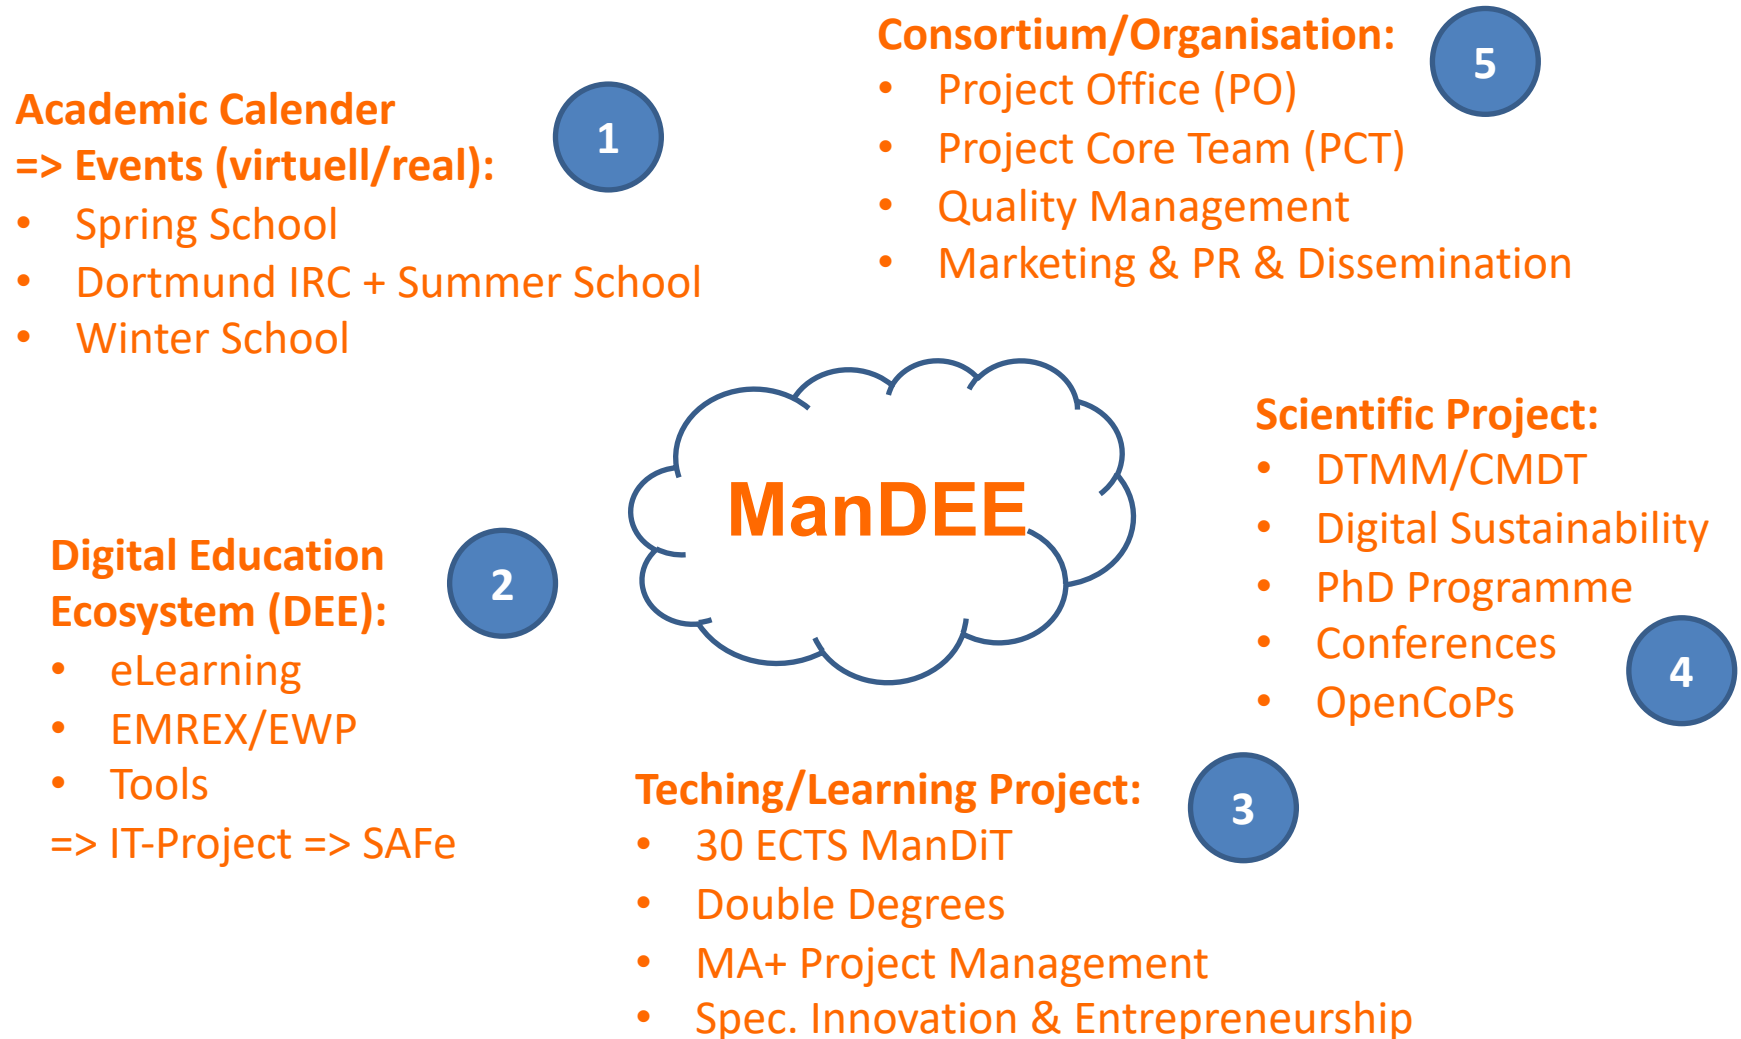 Academic Calender
=> Events (virtuell/real):
• Spring School
• Dortmund IRC + Summer School
• Winter School
1
Digital Education
Ecosystem (DEE):
• eLearning
• EMREX/EWP
• Tools
=> IT-Project => SAFe
2
ManDEE
Teching/Learning Project:
• 30 ECTS ManDiT
• Double Degrees
• MA+ Project Management
• Spec. Innovation & Entrepreneurship
3
Scientific Project:
• DTMM/CMDT
• Digital Sustainability
• PhD Programme
• Conferences
• OpenCoPs
4
Consortium/Organisation:
• Project Office (PO)
• Project Core Team (PCT)
• Quality Management
• Marketing & PR & Dissemination
5